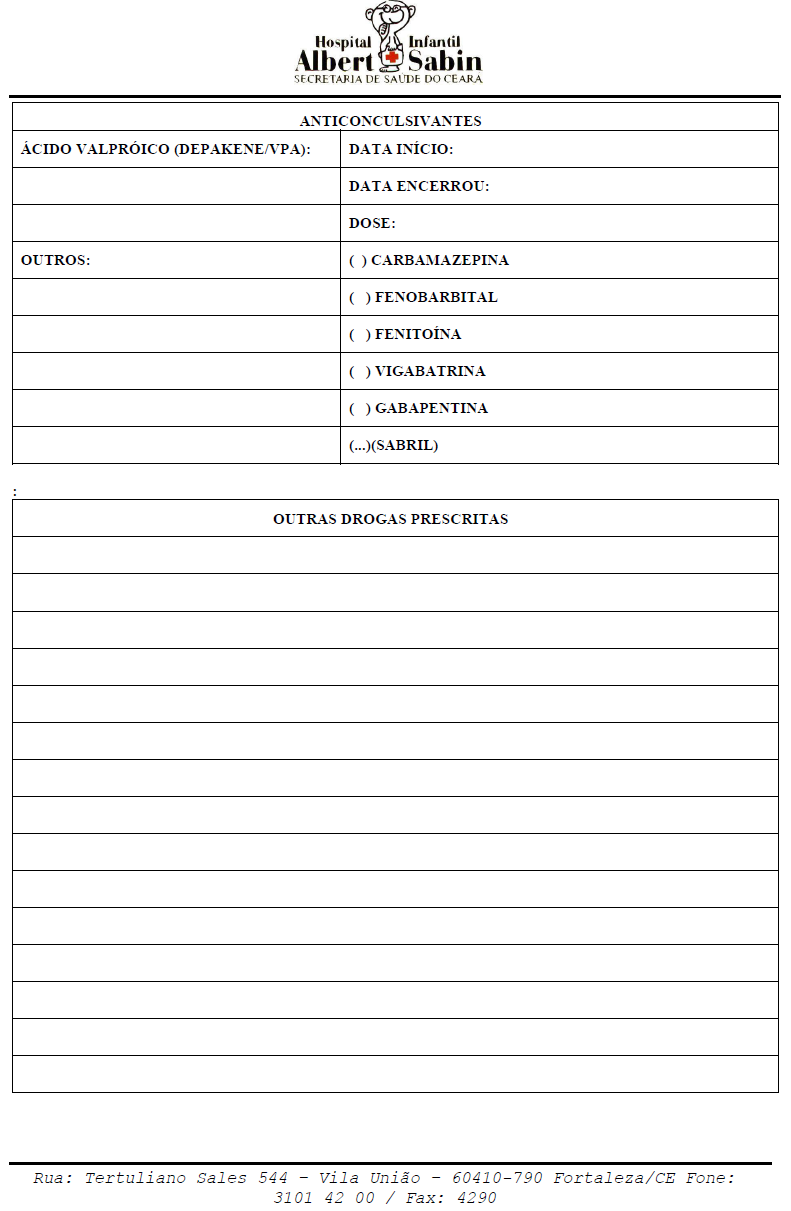 Hospital Infantil
Albert Sabin
SECRETARIA DE SAUDE DO CEARA
ANTICONCULSIVANTES
ÁCIDO VALPRÓICO (DEPAKENE/VPA): DATA INÍCIO:
DATA ENCERROU:
DOSE:
OUTROS: ( ) CARBAMAZEPINA
( ) FENOBARBITAL
( ) FENITOÍNA
( ) VIGABATRINA
( ) GABAPENTINA
(...)(SABRIL)
:
OUTRAS DROGAS PRESCRITAS
Rua: Tertuliano Sales 544 – Vila União – 60410-790 Fortaleza/CE Fone:
3101 42 00 / Fax: 4290